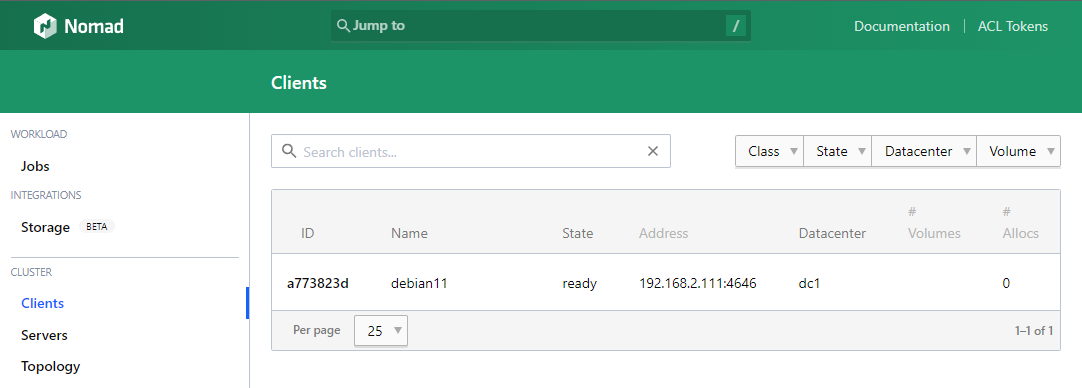 Nomad
Jump to /
Documentation ACL Tokens
Clients
WORKLOAD
Jobs
INTEGRATIONS
Storage BETA
CLUSTER
Clients
Servers
Topology
Search clients...
Class State Datacenter Volume
ID Name State Address Datacenter # Volumes # Allocs
a773823d debian11 ready 192.168.2.111:4646 dc1 0
Per page 25 1–1 of 1